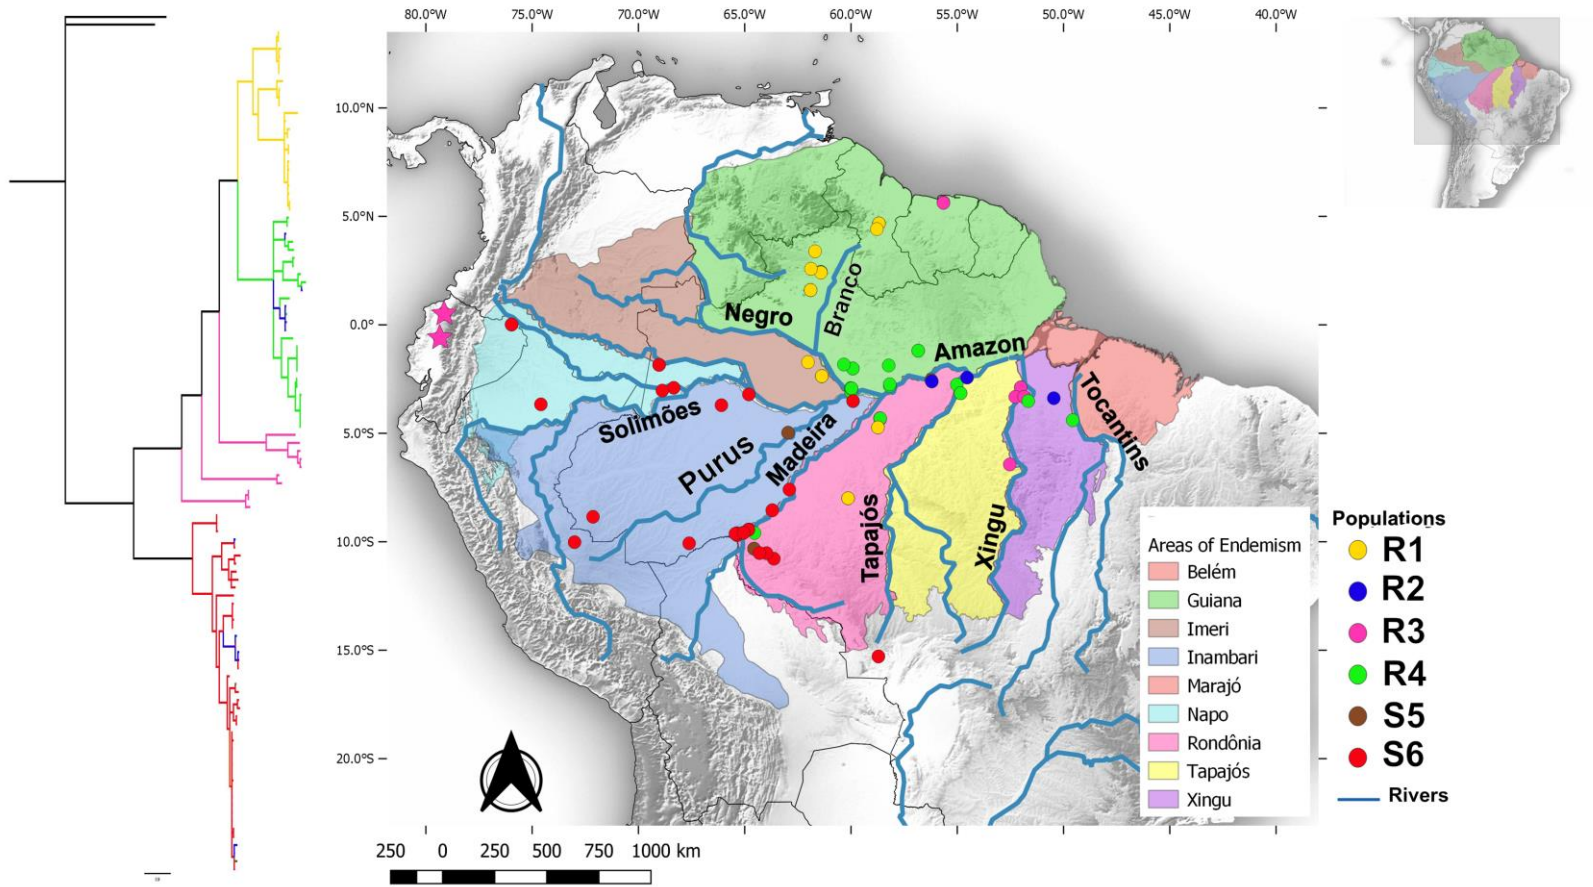 80.0°W 75.0°W 70.0°W 65.0°W 60.0°W 55.0°W 50.0°W 45.0°W 40.0°W
10.0°N
5.0°N
0.0°
5.0°S
10.0°S
15.0°S
20.0°S
Negro
Branco
Amazon
Solimões
Purus
Madeira
Tapajós
Xingu
Tocantins
Areas of Endemism
Belém
Guiana
Imeri
Inambari
Marajó
Napo
Rondônia
Tapajós
Xingu
Populations
R1
R2
R3
R4
S5
S6
Rivers
250 0 250 500 750 1000 km